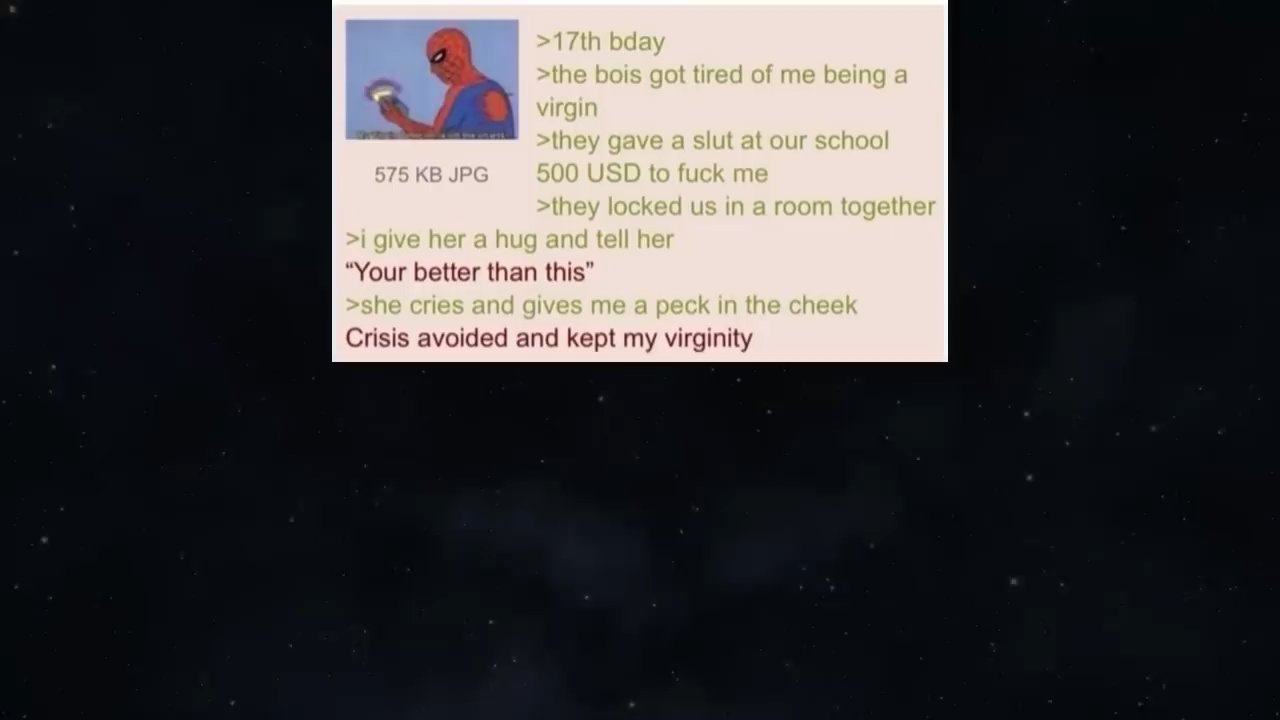 >17th bday
>the bois got tired of me being a
virgin
>they gave a slut at our school
500 USD to fuck me
575 KB JPG
>they locked us in a room together
>i give her a hug and tell her
“Your better than this”
>she cries and gives me a peck in the cheek
Crisis avoided and kept my virginity